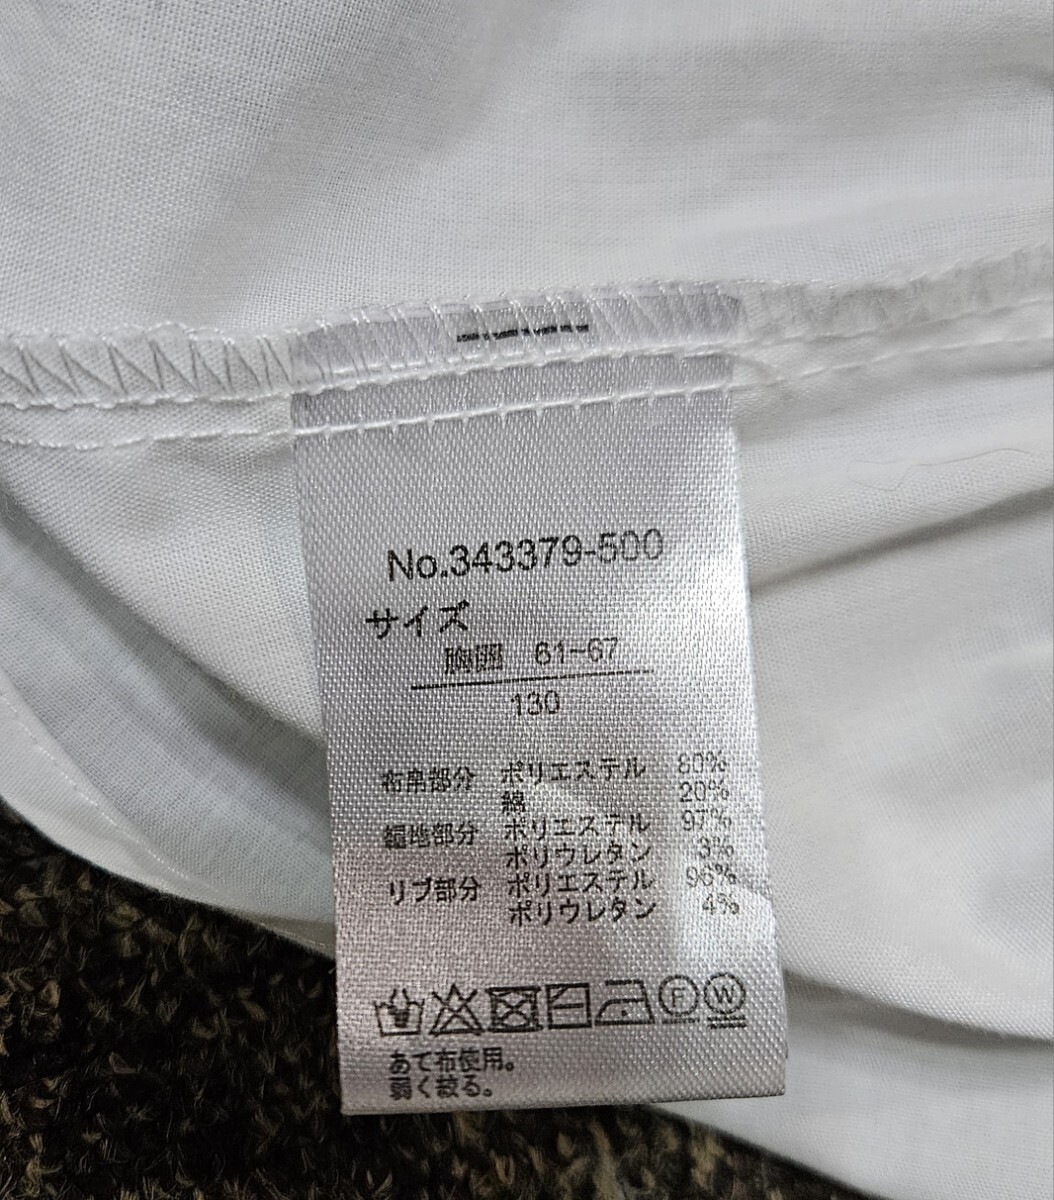 No.343379-500
サイズ
胸囲 61-67
130
布帛部分 ポリエステル 80%
綿 20%
編地部分 ポリエステル 97%
ポリウレタン 3%
リブ部分 ポリエステル 96%
ポリウレタン 4%
F W
あて布使用。
弱く絞る。